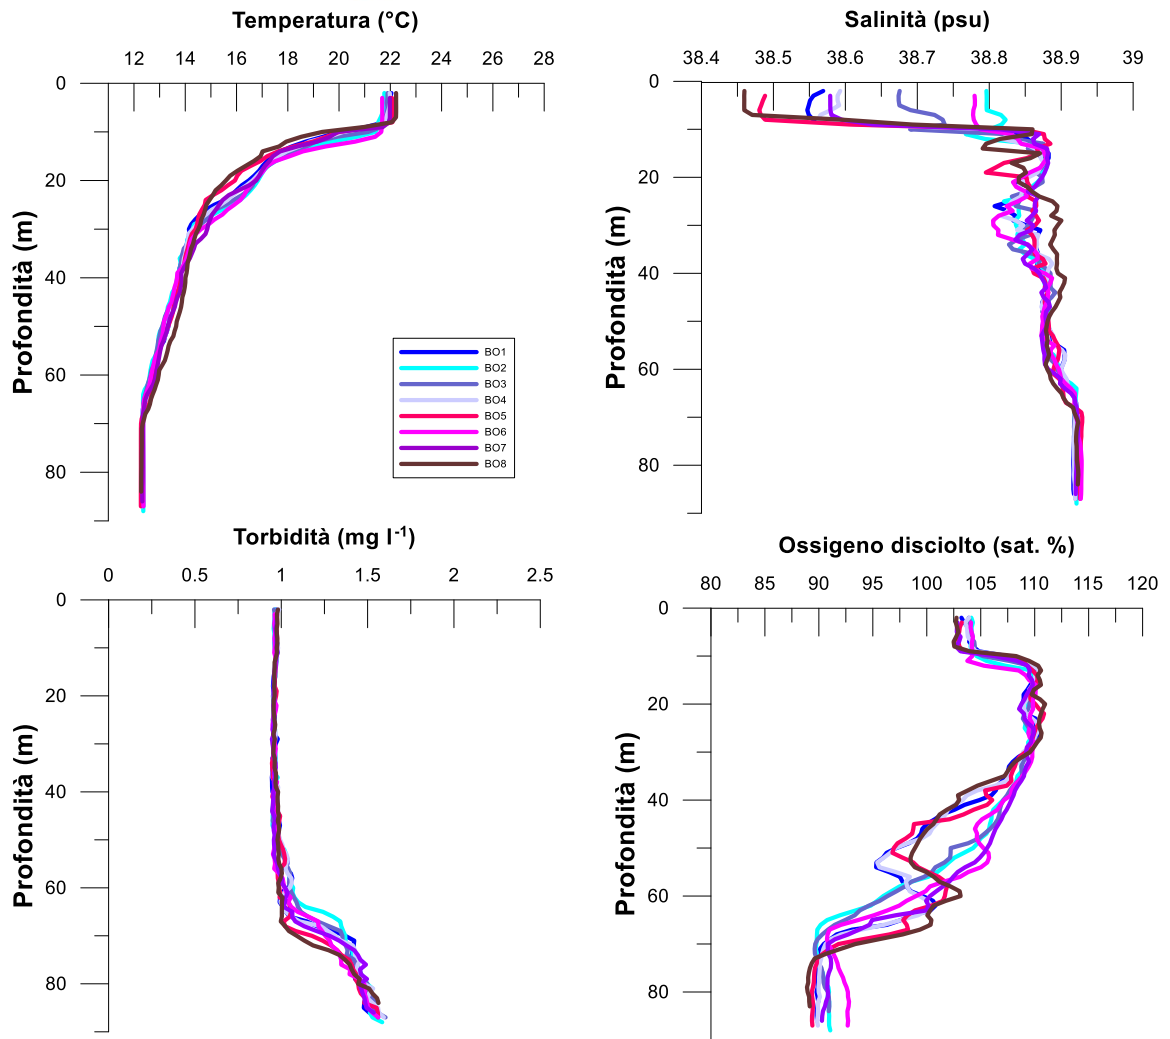 Temperatura (°C)
12 14 16 18 20 22 24 26 28
0
20
40
60
80
Profondità (m)
BO1
BO2
BO3
BO4
BO5
BO6
BO7
BO8
Salinità (psu)
38.4 38.5 38.6 38.7 38.8 38.9 39
0
20
40
60
80
Profondità (m)
Torbidità (mg l-1)
0 0.5 1 1.5 2 2.5
0
20
40
60
80
Profondità (m)
Ossigeno disciolto (sat. %)
80 85 90 95 100 105 110 115 120
0
20
40
60
80
Profondità (m)